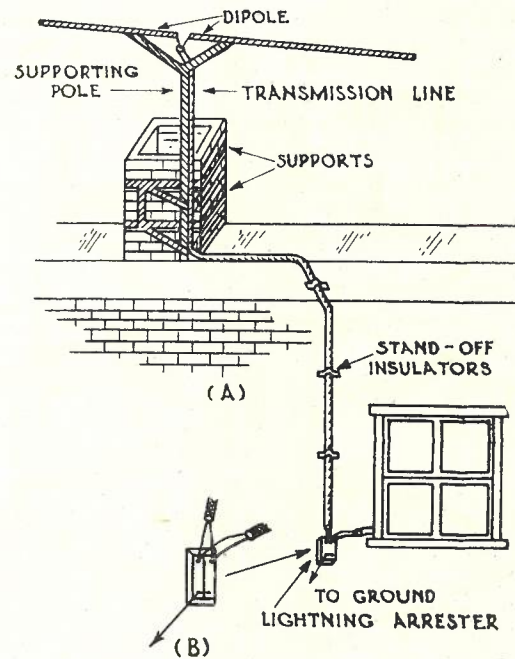 DIPOLE
SUPPORTING
POLE
TRANSMISSION LINE
SUPPORTS
STAND-OFF
INSULATORS
(A)
TO GROUND
LIGHTNING ARRESTER
(B)